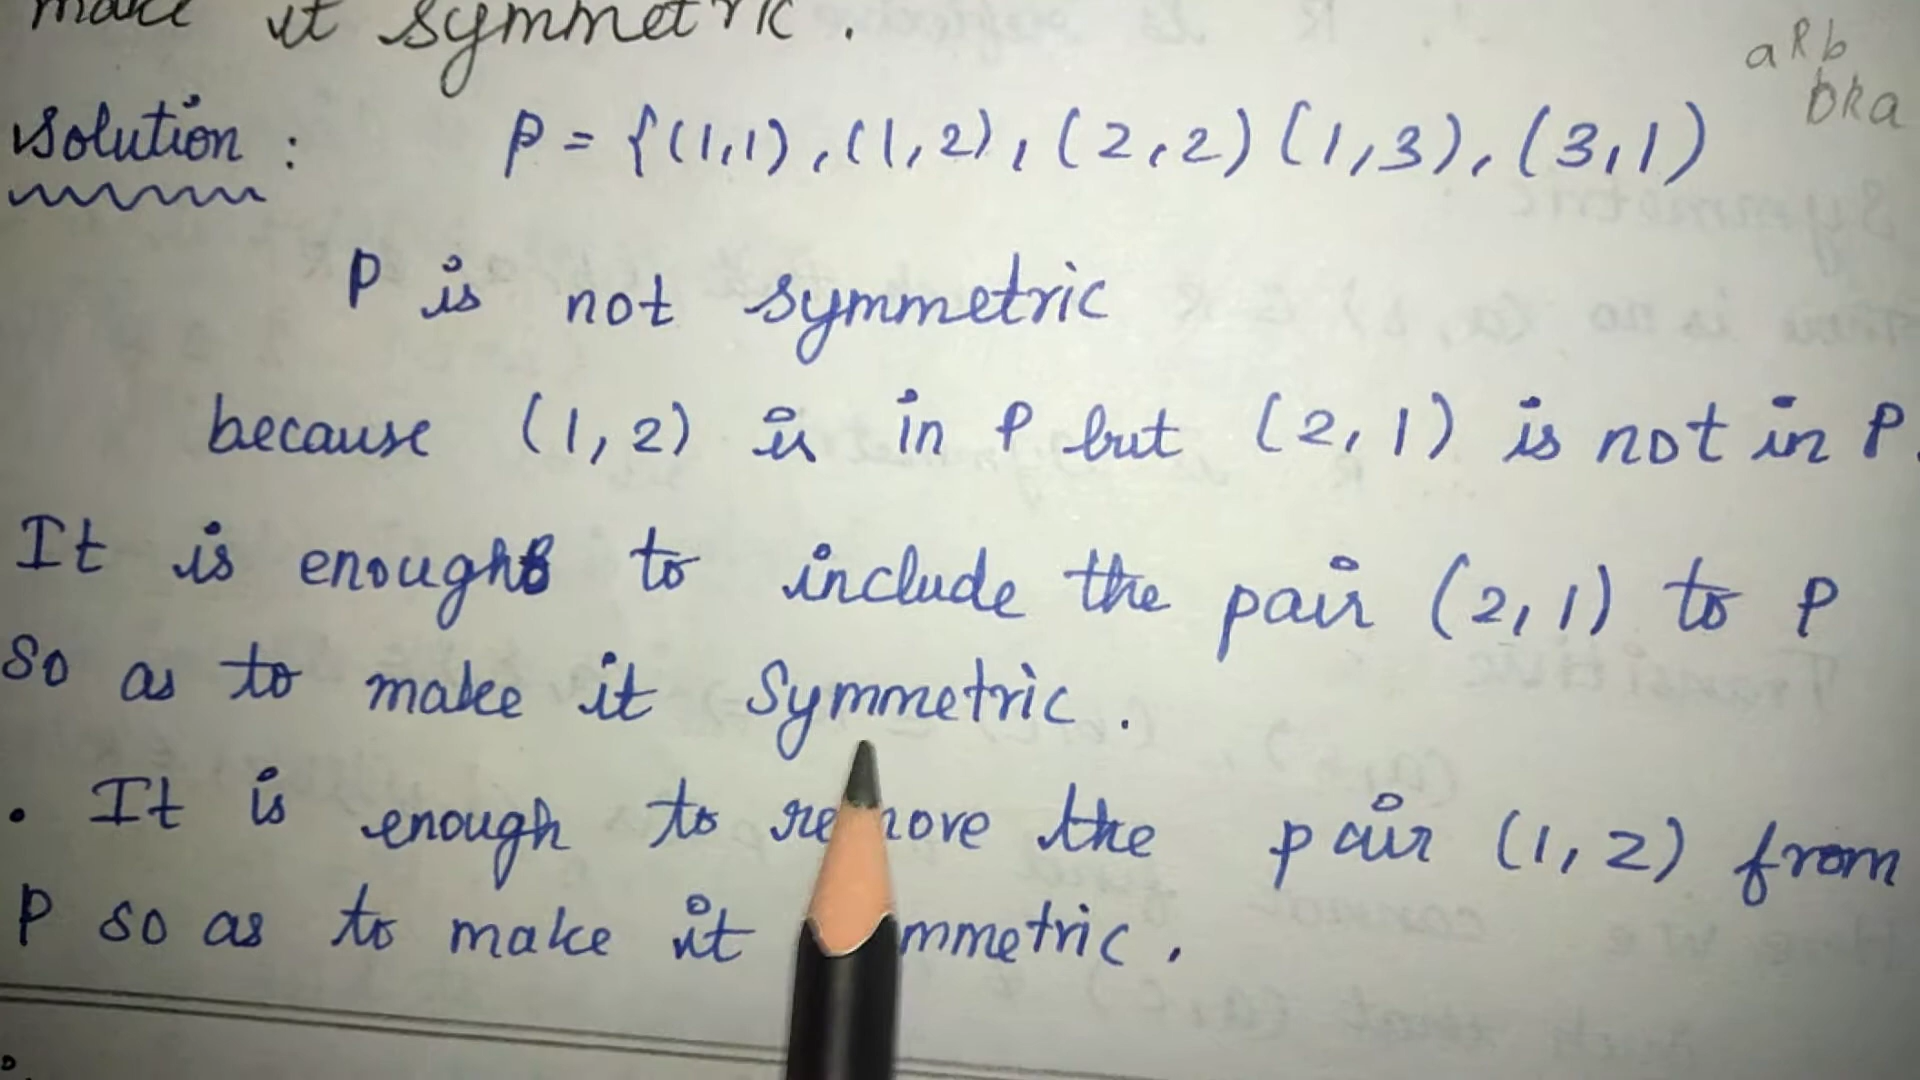 make it symmetric.
aRb
bRa
Solution : P = {(1,1), (1,2), (2,2) (1,3), (3,1)
P is not symmetric
because (1,2) is in P but (2,1) is not in P.
It is enough to include the pair (2,1) to P
So as to make it Symmetric.
. It is enough to remove the pair (1,2) from
P so as to make it mmetric.